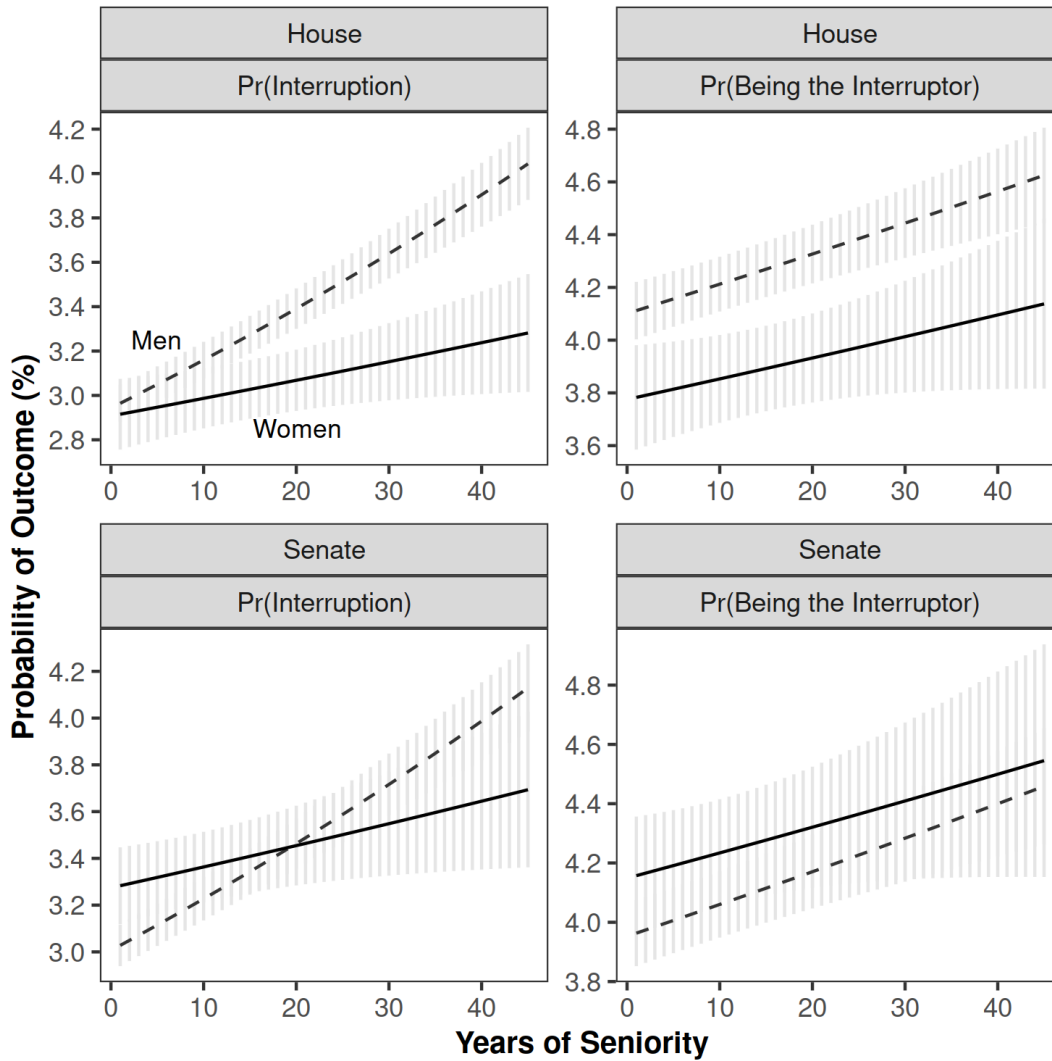 House
Pr(Interruption)
House
Pr(Being the Interruptor)
4.2
4.0
3.8
3.6
3.4
3.2
3.0
2.8
Men
Women
0 10 20 30 40
4.8
4.6
4.4
4.2
4.0
3.8
3.6
0 10 20 30 40
Probability of Outcome (%)
Senate
Pr(Interruption)
Senate
Pr(Being the Interruptor)
4.2
4.0
3.8
3.6
3.4
3.2
3.0
0 10 20 30 40
4.8
4.6
4.4
4.2
4.0
3.8
0 10 20 30 40
Years of Seniority